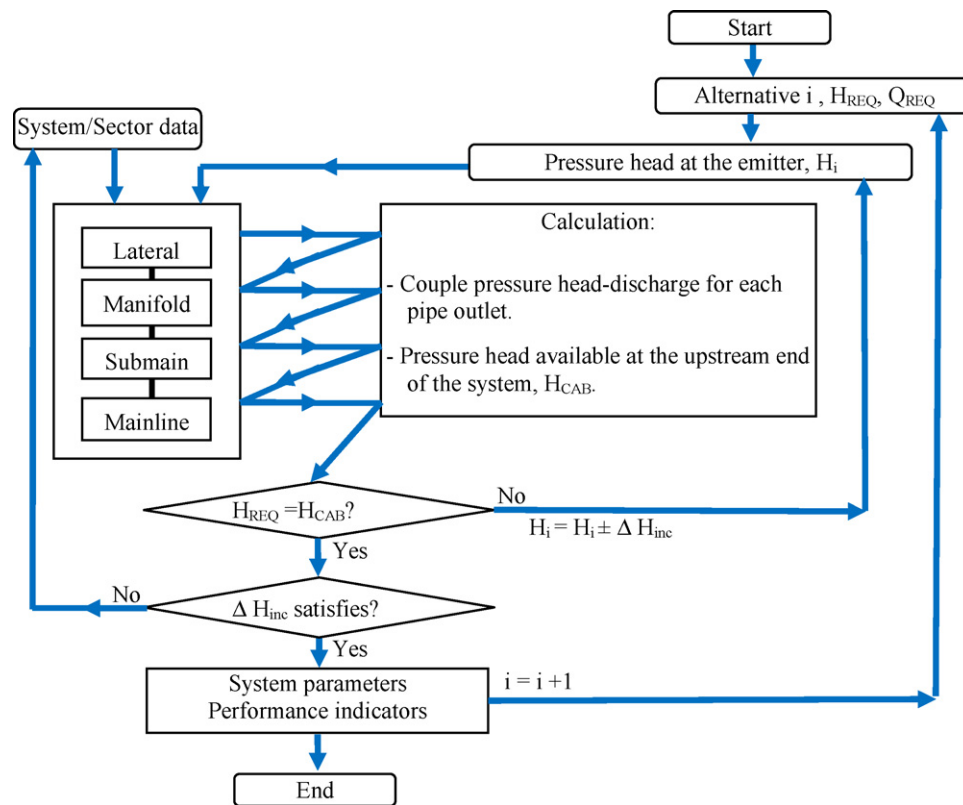 Start
Alternative i , H_REQ, Q_REQ
System/Sector data
Pressure head at the emitter, H_i
Lateral
Manifold
Submain
Mainline
Calculation:
- Couple pressure head-discharge for each
pipe outlet.
- Pressure head available at the upstream end
of the system, H_CAB.
H_REQ =H_CAB?
No
H_i = H_i ± Δ H_inc
Yes
Δ H_inc satisfies?
No
Yes
System parameters
Performance indicators
i = i +1
End